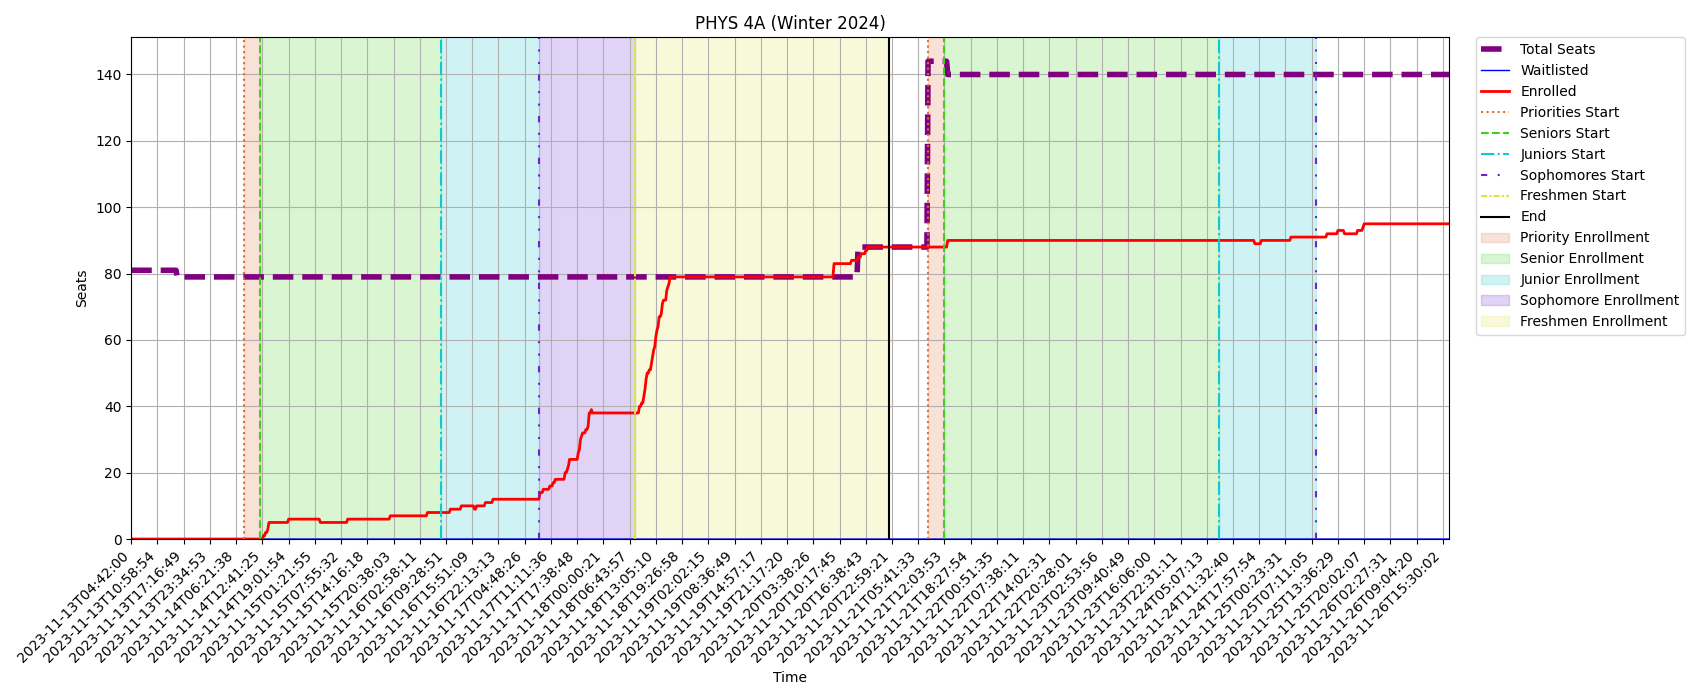 PHYS 4A (Winter 2024)
Seats
140
120
100
80
60
40
20
0
2023-11-13T04:42:00
2023-11-13T10:58:54
2023-11-13T17:16:49
2023-11-13T23:34:53
2023-11-14T06:21:38
2023-11-14T12:41:25
2023-11-14T19:01:54
2023-11-15T01:21:55
2023-11-15T07:55:32
2023-11-15T14:16:18
2023-11-15T20:38:03
2023-11-16T02:58:11
2023-11-16T09:28:51
2023-11-16T15:51:09
2023-11-16T22:13:13
2023-11-17T04:48:26
2023-11-17T11:11:36
2023-11-17T17:38:48
2023-11-18T00:00:21
2023-11-18T06:43:57
2023-11-18T13:05:10
2023-11-18T19:26:58
2023-11-19T02:02:15
2023-11-19T08:36:49
2023-11-19T14:57:17
2023-11-19T21:17:20
2023-11-20T03:38:26
2023-11-20T10:17:45
2023-11-20T16:38:43
2023-11-20T22:59:21
2023-11-21T05:41:33
2023-11-21T12:03:53
2023-11-21T18:27:54
2023-11-22T00:51:35
2023-11-22T07:38:11
2023-11-22T14:02:31
2023-11-22T20:28:01
2023-11-23T02:53:56
2023-11-23T09:40:49
2023-11-23T16:06:00
2023-11-23T22:31:11
2023-11-24T05:07:13
2023-11-24T11:32:40
2023-11-24T17:57:54
2023-11-25T00:23:31
2023-11-25T07:11:05
2023-11-25T13:36:29
2023-11-25T20:02:07
2023-11-26T02:27:31
2023-11-26T09:04:20
2023-11-26T15:30:02
Time
Total Seats
Waitlisted
Enrolled
Priorities Start
Seniors Start
Juniors Start
Sophomores Start
Freshmen Start
End
Priority Enrollment
Senior Enrollment
Junior Enrollment
Sophomore Enrollment
Freshmen Enrollment